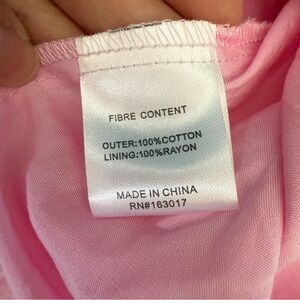 FIBRE CONTENT
OUTER:100%COTTON
LINING:100%RAYON
MADE IN CHINA
RN#163017